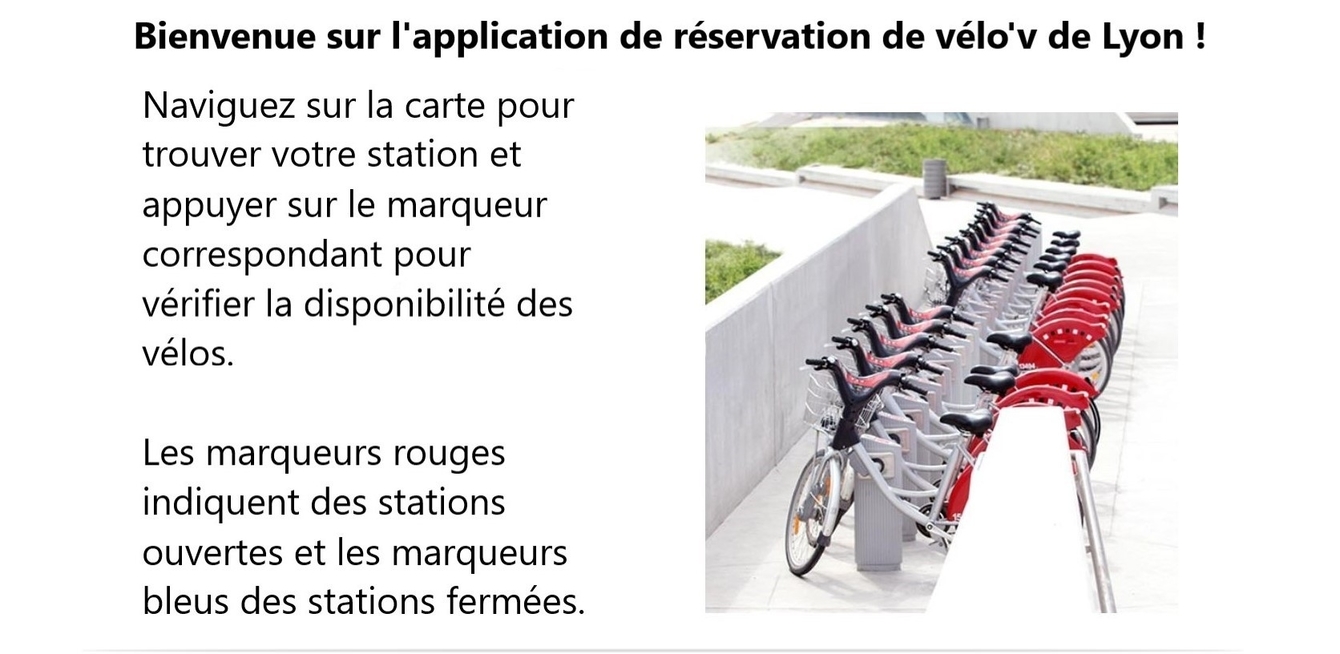 Bienvenue sur l'application de réservation de vélo'v de Lyon !
Naviguez sur la carte pour
trouver votre station et
appuyer sur le marqueur
correspondant pour
vérifier la disponibilité des
vélos.
Les marqueurs rouges
indiquent des stations
ouvertes et les marqueurs
bleus des stations fermées.